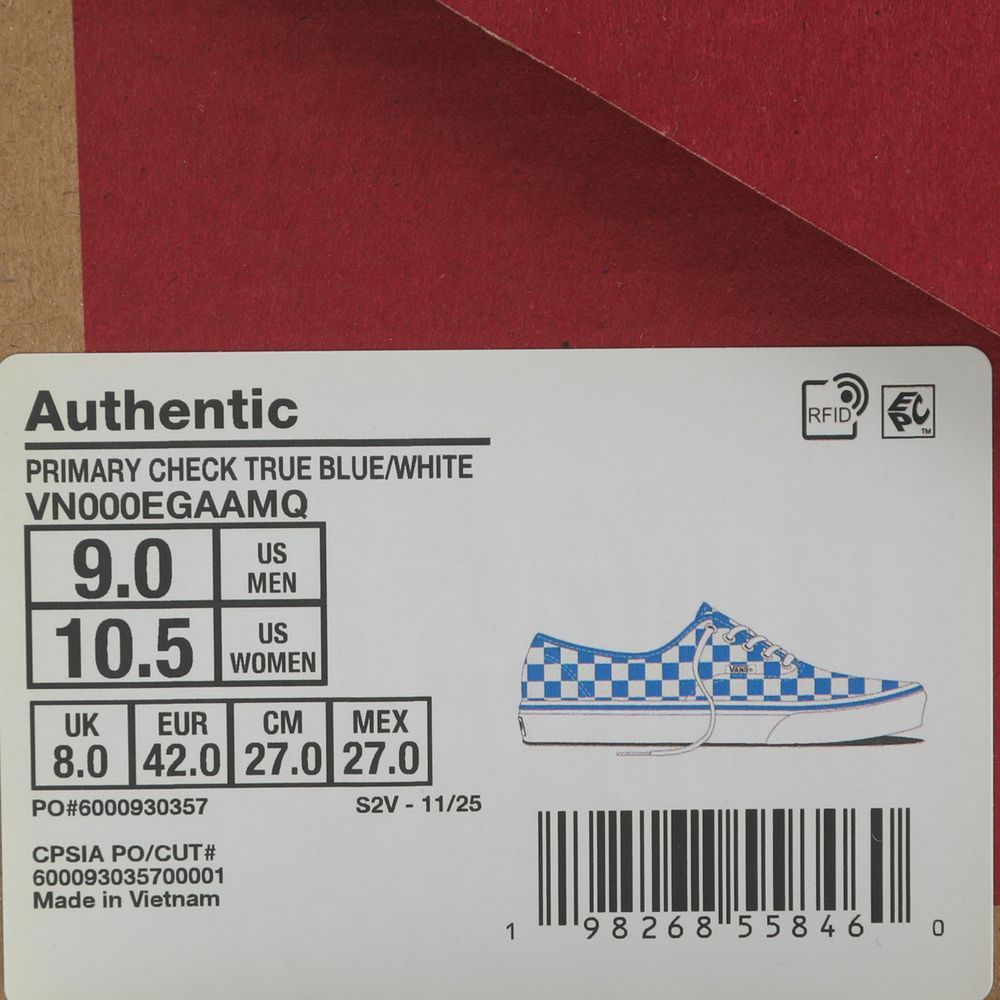 Authentic
RFID
EPC
TM
PRIMARY CHECK TRUE BLUE/WHITE
VN000EGAAMQ
9.0 US MEN
10.5 US WOMEN
UK EUR CM MEX
8.0 42.0 27.0 27.0
VANS
PO#6000930357 S2V - 11/25
CPSIA PO/CUT#
600093035700001
Made in Vietnam
1 98268 55846 0